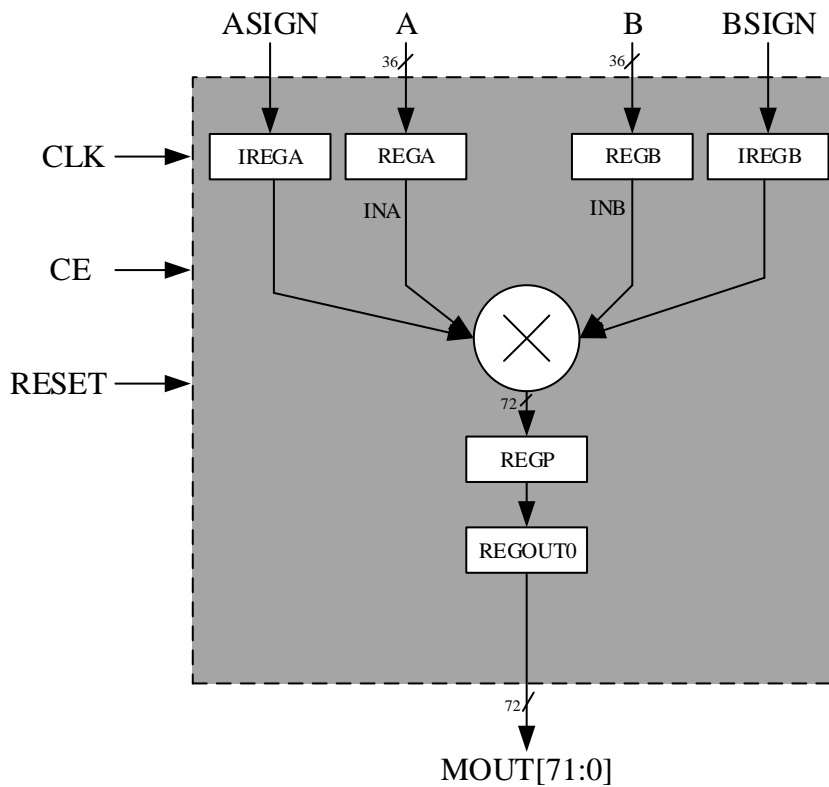 ASIGN
A
B
BSIGN
36
36
CLK
IREGA
REGA
REGB
IREGB
INA
INB
CE
RESET
72
REGP
REGOUT0
72
MOUT[71:0]